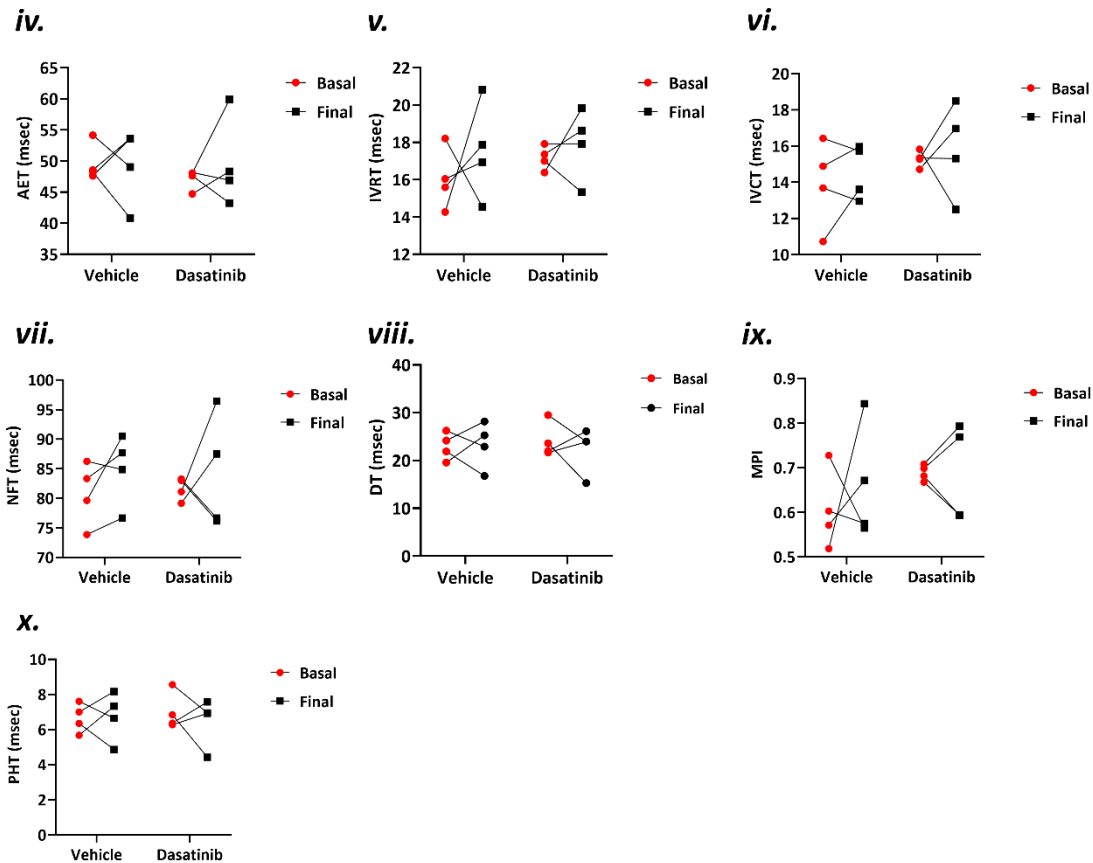 iv.
65
60
55
50
45
40
35
AET (msec)
Vehicle Dasatinib
Basal
Final
v.
22
20
18
16
14
12
IVRT (msec)
Vehicle Dasatinib
Basal
Final
vi.
20
18
16
14
12
10
IVCT (msec)
Vehicle Dasatinib
Basal
Final
vii.
100
95
90
85
80
75
70
NFT (msec)
Vehicle Dasatinib
Basal
Final
viii.
40
30
20
10
0
DT (msec)
Vehicle Dasatinib
Basal
Final
ix.
0.9
0.8
0.7
0.6
0.5
MPI
Vehicle Dasatinib
Basal
Final
x.
10
8
6
4
2
0
PHT (msec)
Vehicle Dasatinib
Basal
Final